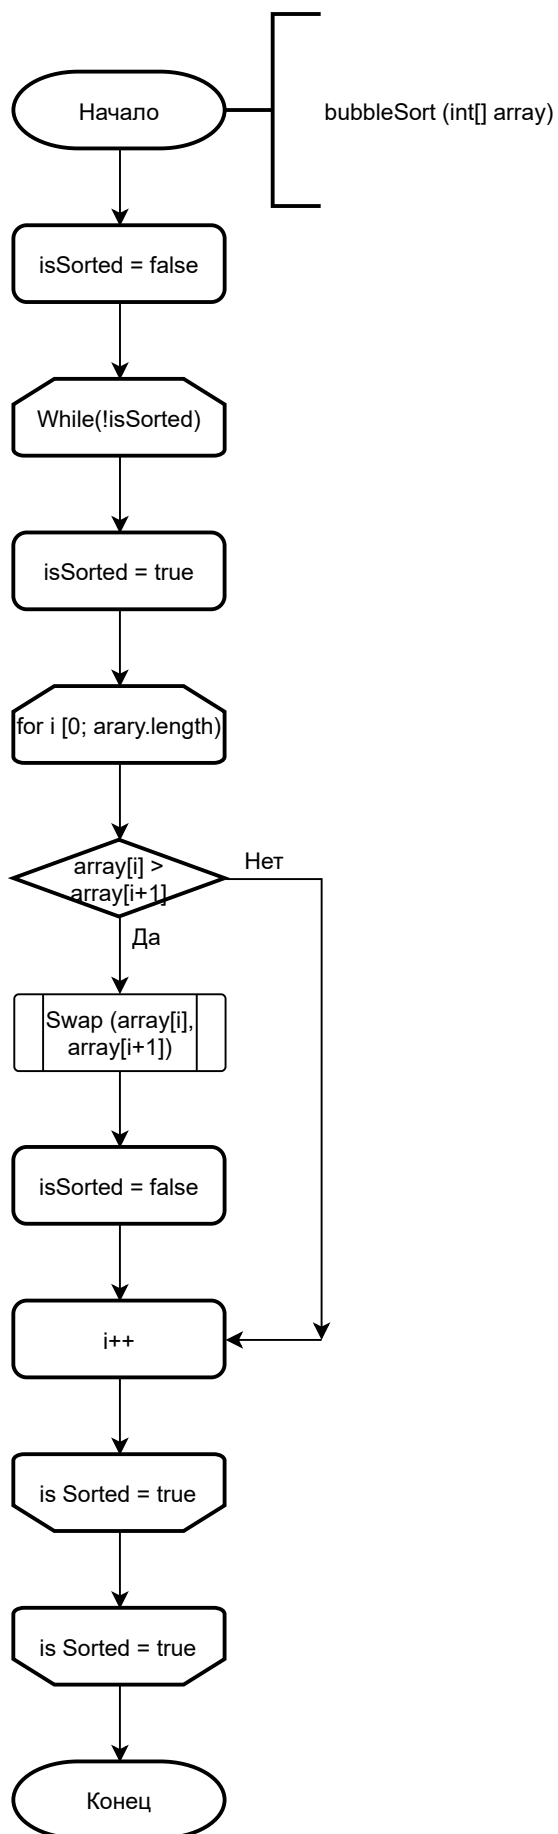 Начало
bubbleSort (int[] array)
isSorted = false
While(!isSorted)
isSorted = true
for i [0; arary.length)
array[i] >
array[i+1]
Нет
Да
Swap (array[i],
array[i+1])
isSorted = false
i++
is Sorted = true
is Sorted = true
Конец